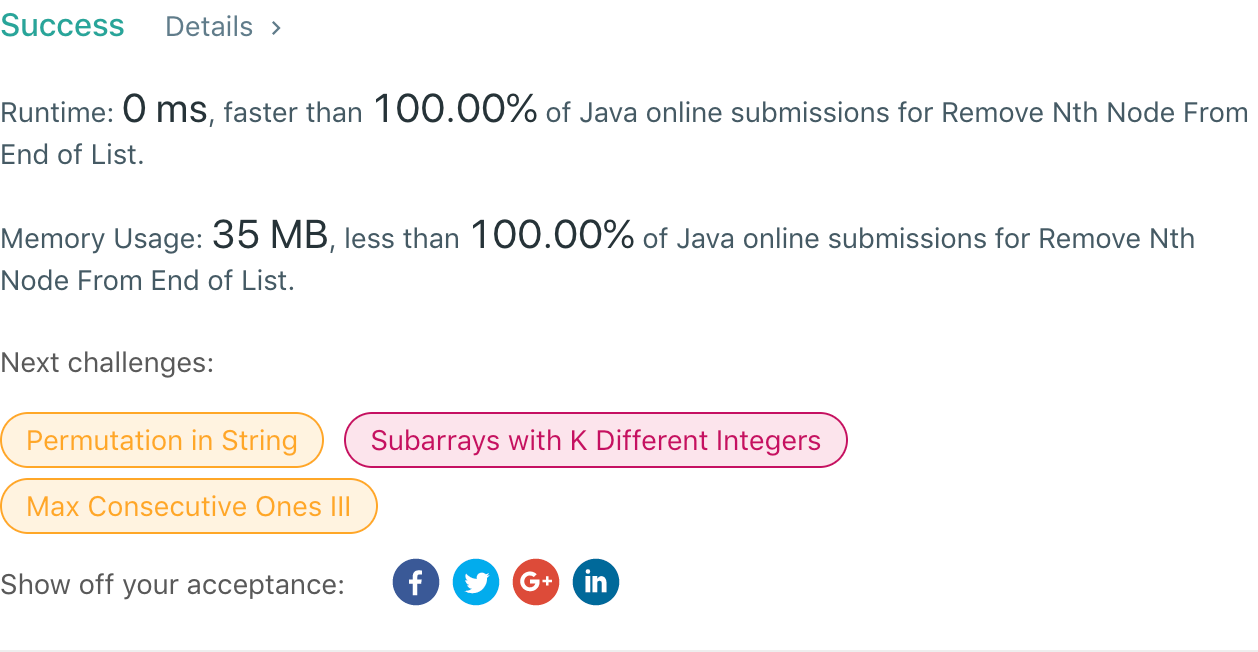 Success Details >
Runtime: 0 ms, faster than 100.00% of Java online submissions for Remove Nth Node From
End of List.
Memory Usage: 35 MB, less than 100.00% of Java online submissions for Remove Nth
Node From End of List.
Next challenges:
Permutation in String Subarrays with K Different Integers
Max Consecutive Ones III
Show off your acceptance: f G+ in